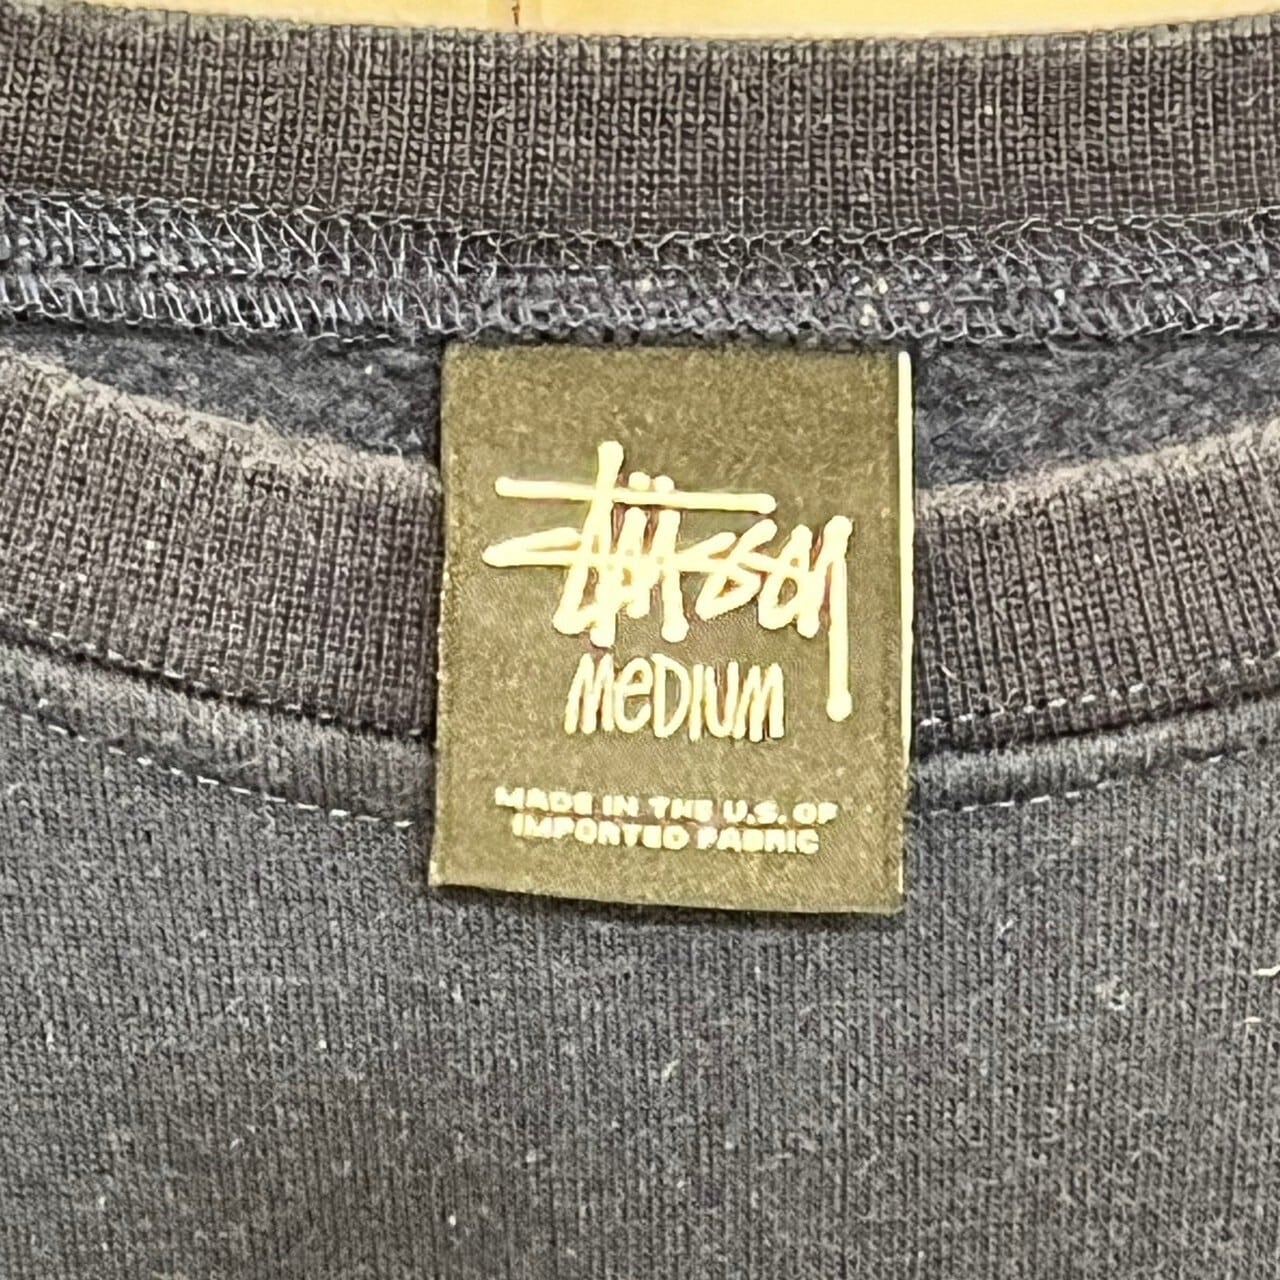 Stüssy
MeDIUM
MADE IN THE U.S. OF
IMPORTED FABRIC